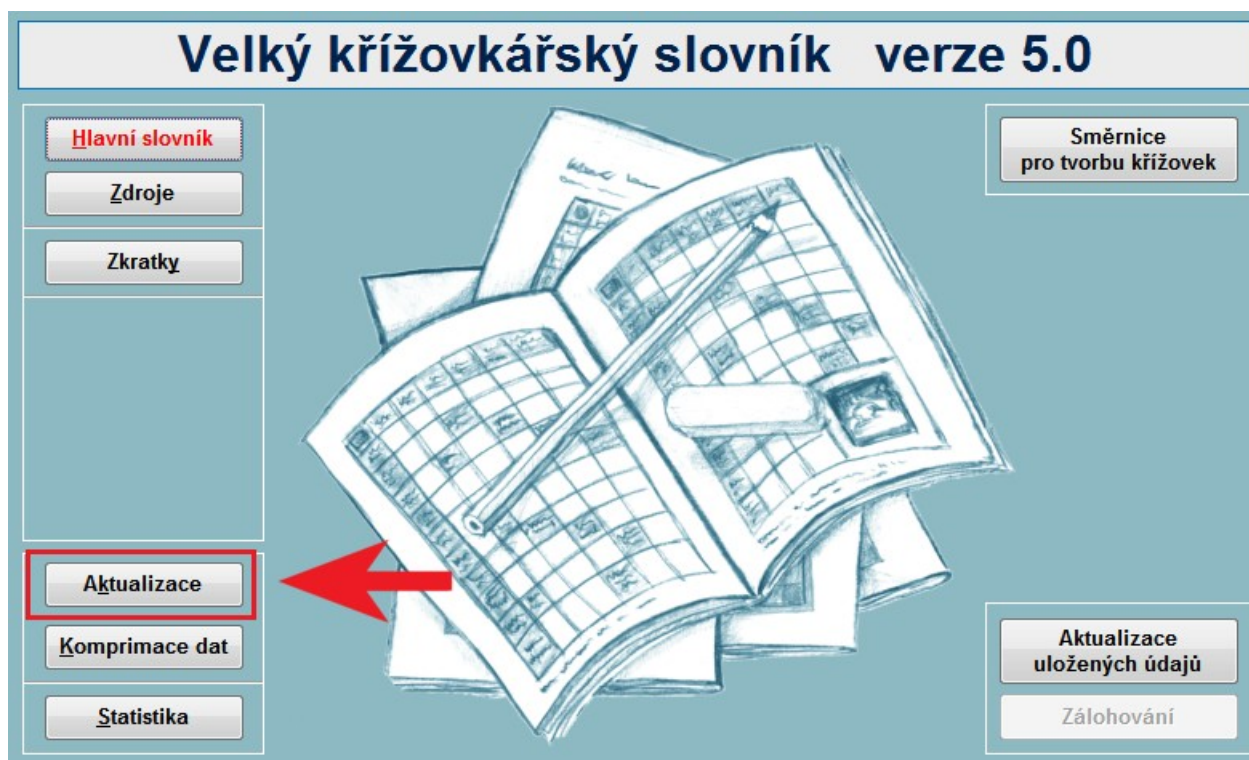 Velký křížovkářský slovník verze 5.0
Hlavní slovník
Zdroje
Zkratky
Aktualizace
Komprimace dat
Statistika
Směrnice
pro tvorbu křížovek
Aktualizace
uložených údajů
Zálohování